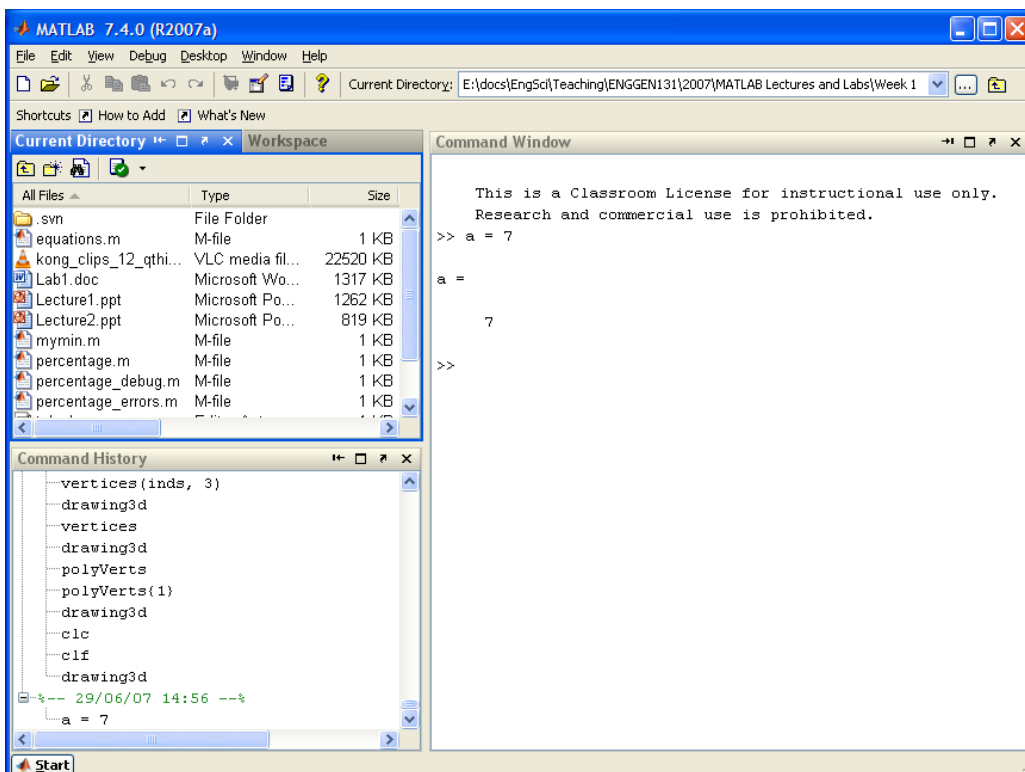 MATLAB 7.4.0 (R2007a)
File Edit View Debug Desktop Window Help
Current Directory: E:\docs\EngSci\Teaching\ENGGEN131\2007\MATLAB Lectures and Labs\Week 1
Shortcuts How to Add What's New
Current Directory Workspace
All Files Type Size
.svn File Folder
equations.m M-file 1 KB
kong_clips_12_qthi... VLC media fil... 22520 KB
Lab1.doc Microsoft Wo... 1317 KB
Lecture1.ppt Microsoft Po... 1262 KB
Lecture2.ppt Microsoft Po... 819 KB
mymin.m M-file 1 KB
percentage.m M-file 1 KB
percentage_debug.m M-file 1 KB
percentage_errors.m M-file 1 KB
Command History
vertices(inds, 3)
drawing3d
vertices
drawing3d
polyVerts
polyVerts{1}
drawing3d
clc
clf
drawing3d
%-- 29/06/07 14:56 --%
a = 7
Command Window
This is a Classroom License for instructional use only.
Research and commercial use is prohibited.
>> a = 7
a =
7
>>
Start